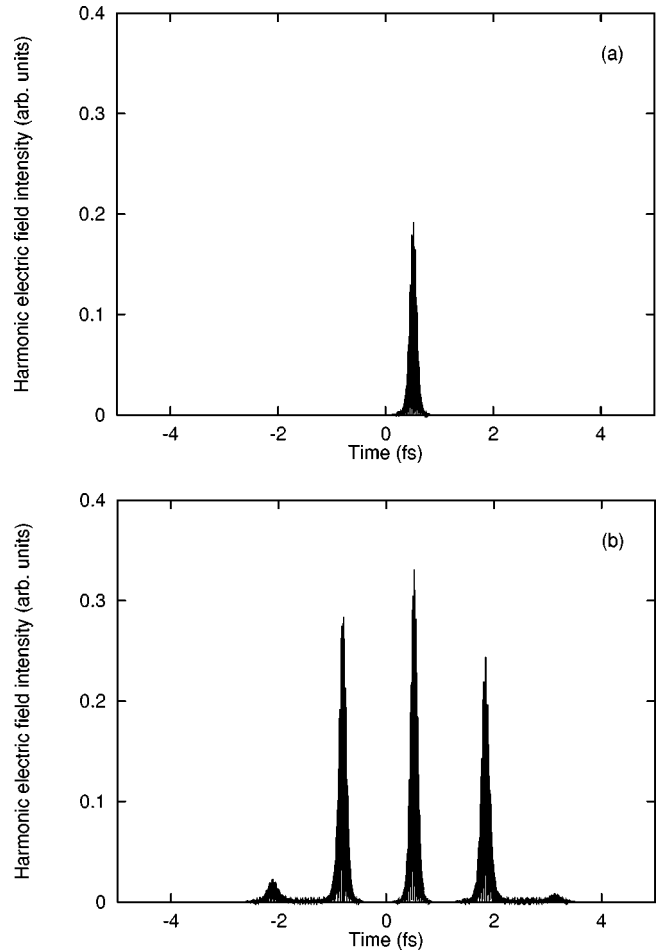 Harmonic electric field intensity (arb. units)
0.4
(a)
0.3
0.2
0.1
0
-4 -2 0 2 4
Time (fs)
Harmonic electric field intensity (arb. units)
0.4
(b)
0.3
0.2
0.1
0
-4 -2 0 2 4
Time (fs)